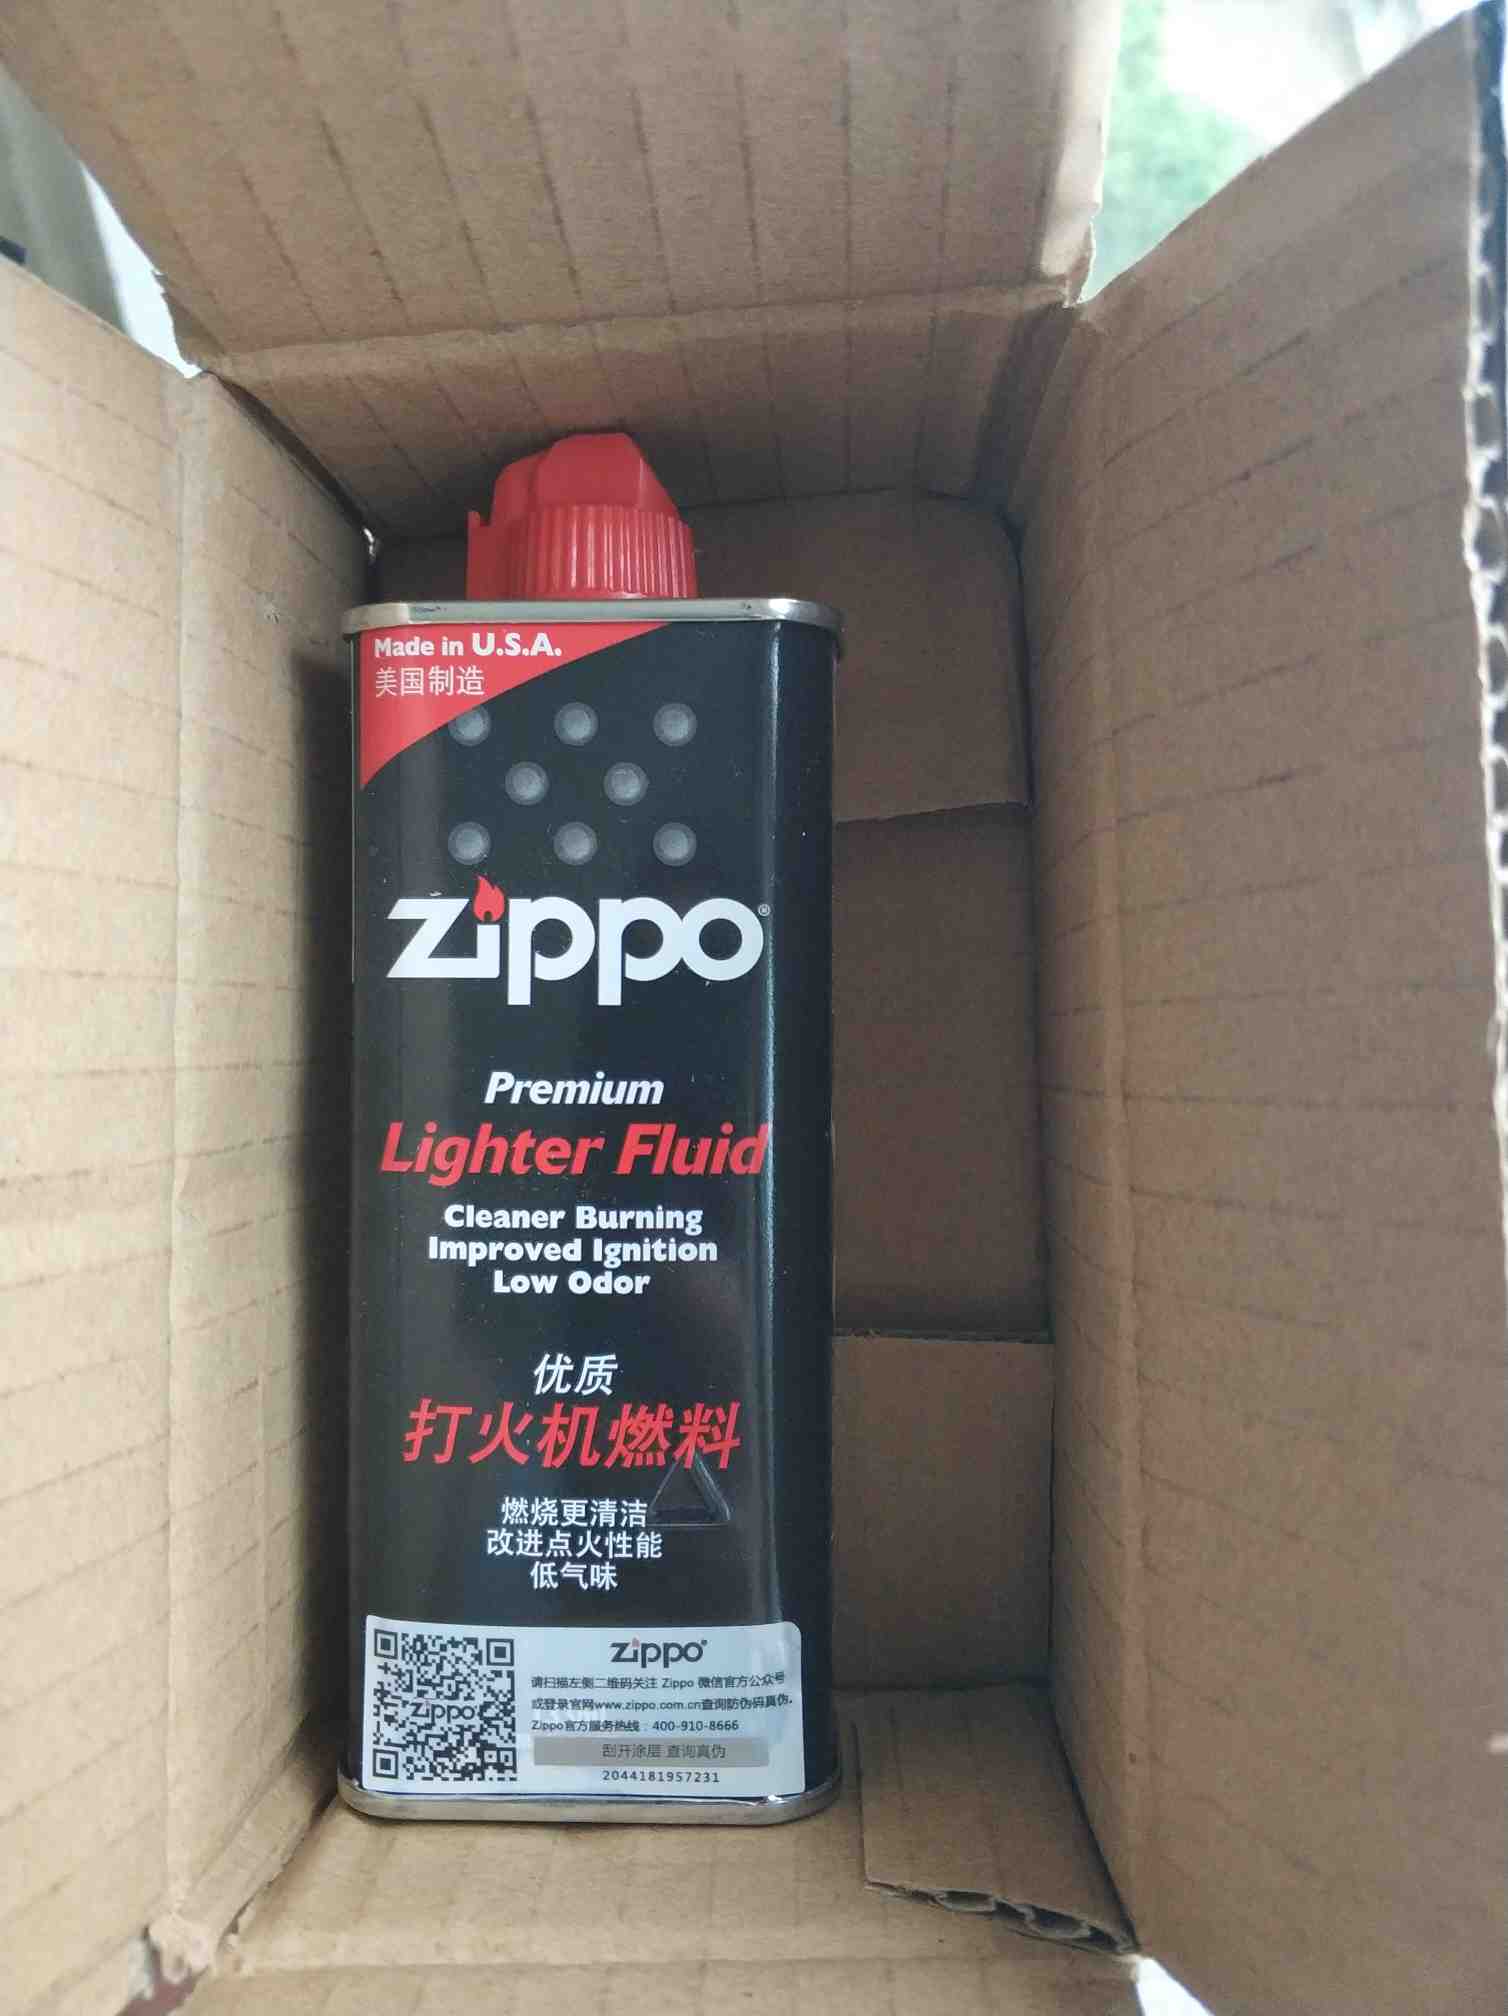 Made in U.S.A.
美国制造
zippo®
Premium
Lighter Fluid
Cleaner Burning
Improved Ignition
Low Odor
优质
打火机燃料
燃烧更清洁
改进点火性能
低气味
zippo®
请扫描左侧二维码关注 Zippo 微信官方公众号
或登录官网www.zippo.com.cn查询防伪码真伪.
Zippo官方服务热线：400-910-8666
刮开涂层 查询真伪
2044181957231
zippo